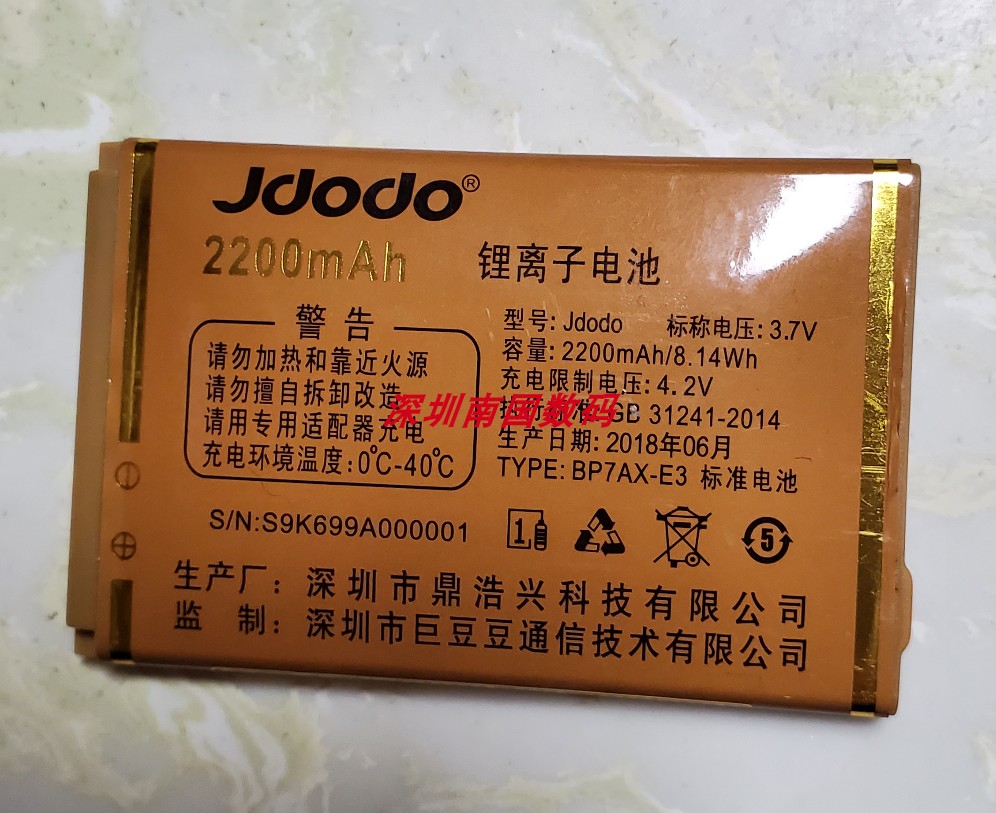 Jdodo®
2200mAh
锂离子电池
警告
请勿加热和靠近火源
请勿擅自拆卸改造
请用专用适配器充电
充电环境温度:0℃-40℃
型号: Jdodo 标称电压: 3.7V
容量: 2200mAh/8.14Wh
充电限制电压: 4.2V
执行标准: GB 31241-2014
生产日期: 2018年06月
TYPE: BP7AX-E3 标准电池
深圳南国数码
S/N:S9K699A000001
1
5
生产厂: 深圳市鼎浩兴科技有限公司
监 制: 深圳市巨豆豆通信技术有限公司